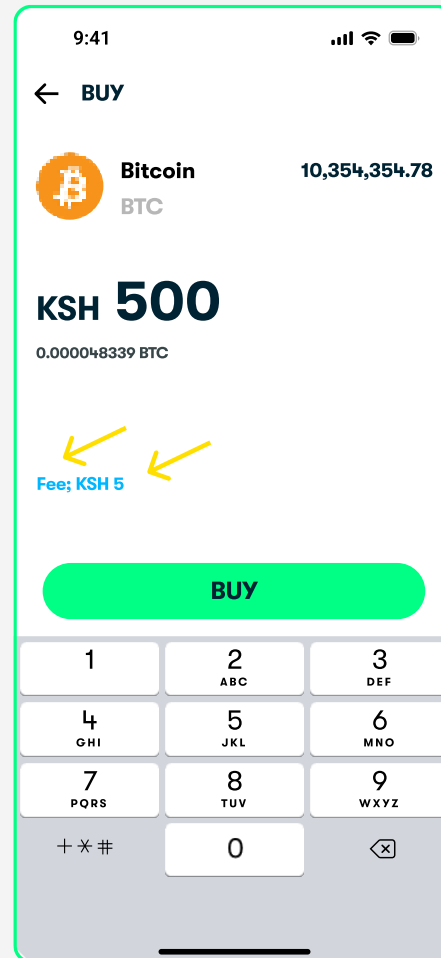 9:41
BUY
Bitcoin 10,354,354.78
BTC
KSH 500
0.000048339 BTC
Fee; KSH 5
BUY
1 2 3
ABC DEF
4 5 6
GHI JKL MNO
7 8 9
PQRS TUV WXYZ
+*# 0